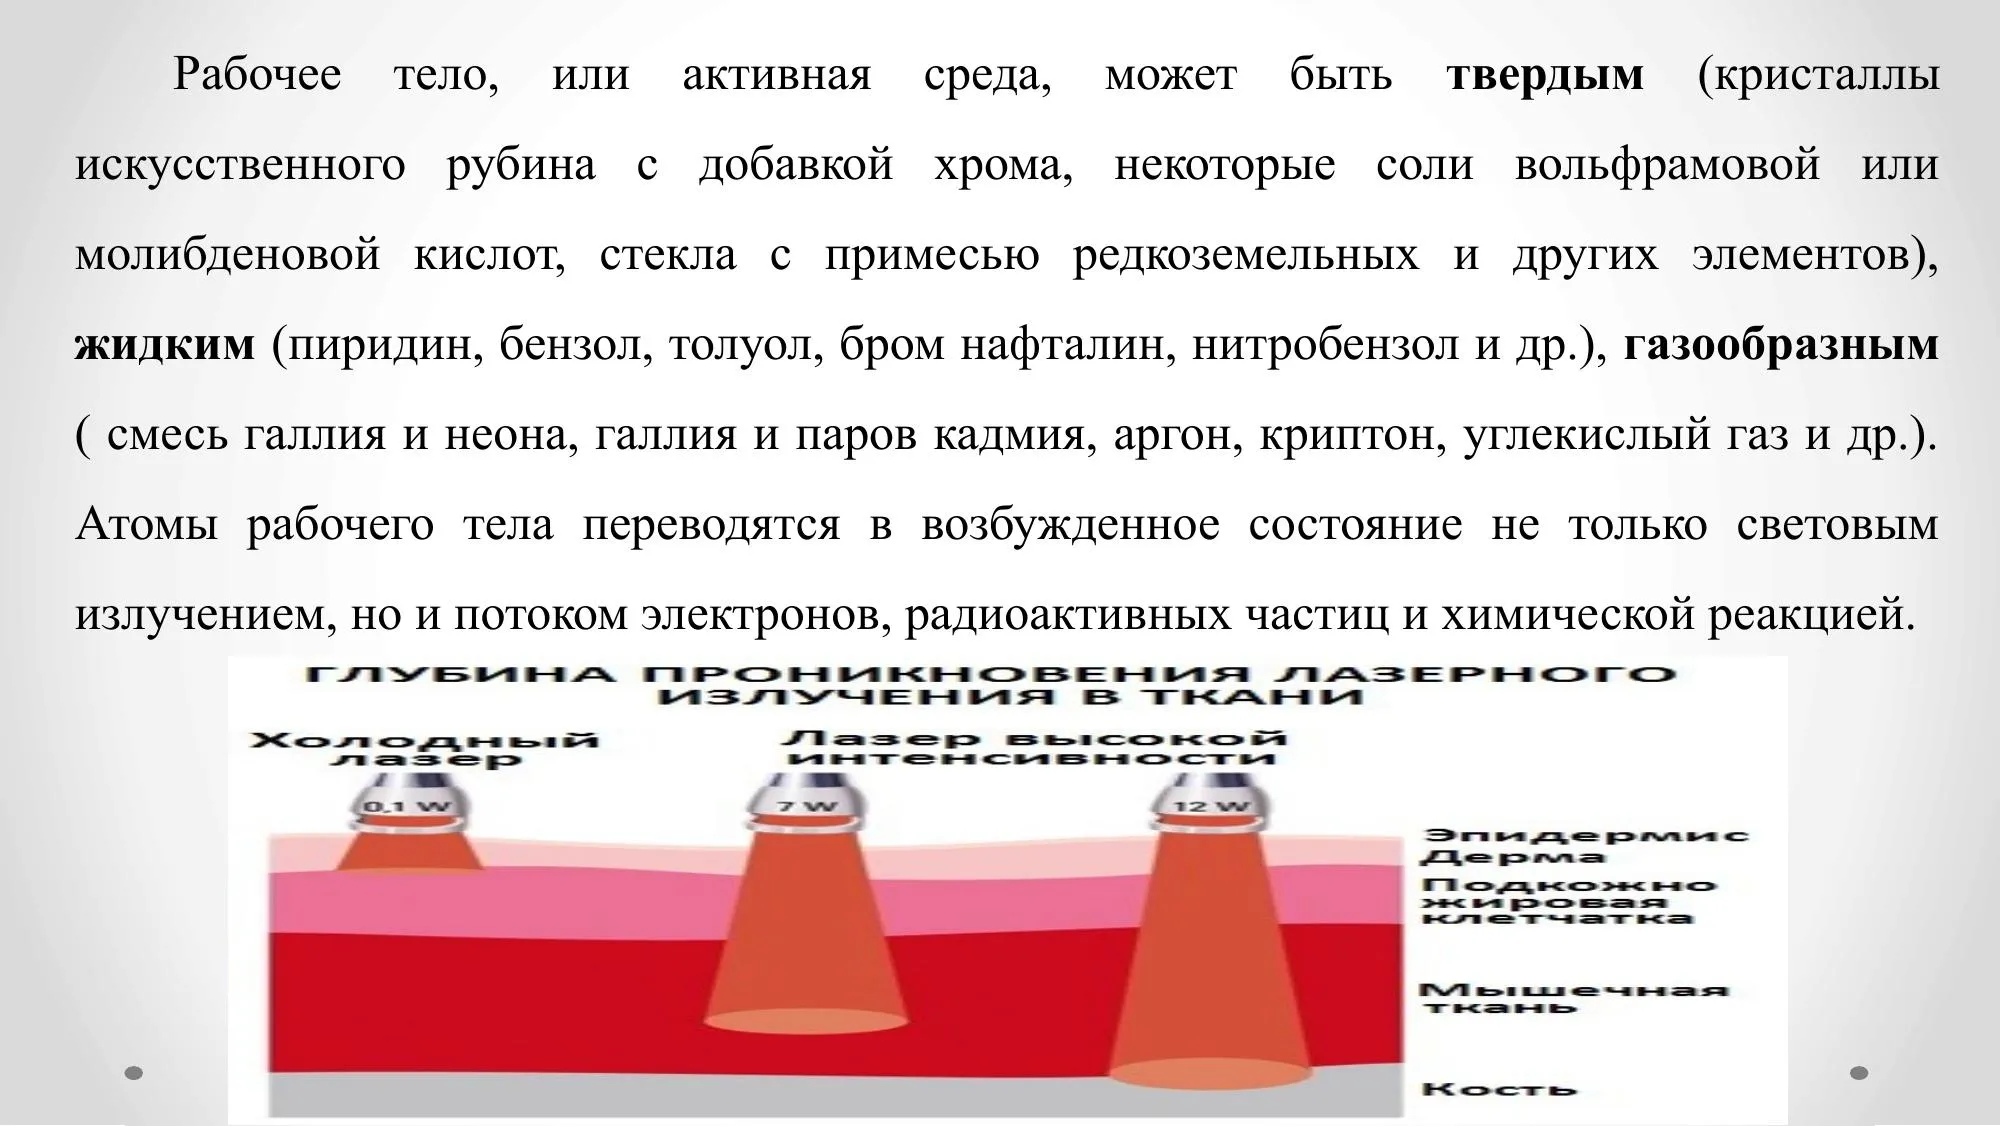 Рабочее тело, или активная среда, может быть твердым (кристаллы
искусственного рубина с добавкой хрома, некоторые соли вольфрамовой или
молибденовой кислот, стекла с примесью редкоземельных и других элементов),
жидким (пиридин, бензол, толуол, бром нафталин, нитробензол и др.), газообразным
( смесь галлия и неона, галлия и паров кадмия, аргон, криптон, углекислый газ и др.).
Атомы рабочего тела переводятся в возбужденное состояние не только световым
излучением, но и потоком электронов, радиоактивных частиц и химической реакцией.
ГЛУБИНА ПРОНИКНОВЕНИЯ ЛАЗЕРНОГО
ИЗЛУЧЕНИЯ В ТКАНИ
Холодный
лазер
Лазер высокой
интенсивности
0,1 W
7 W
12 W
Эпидермис
Дерма
Подкожно
жировая
клетчатка
Мышечная
ткань
Кость